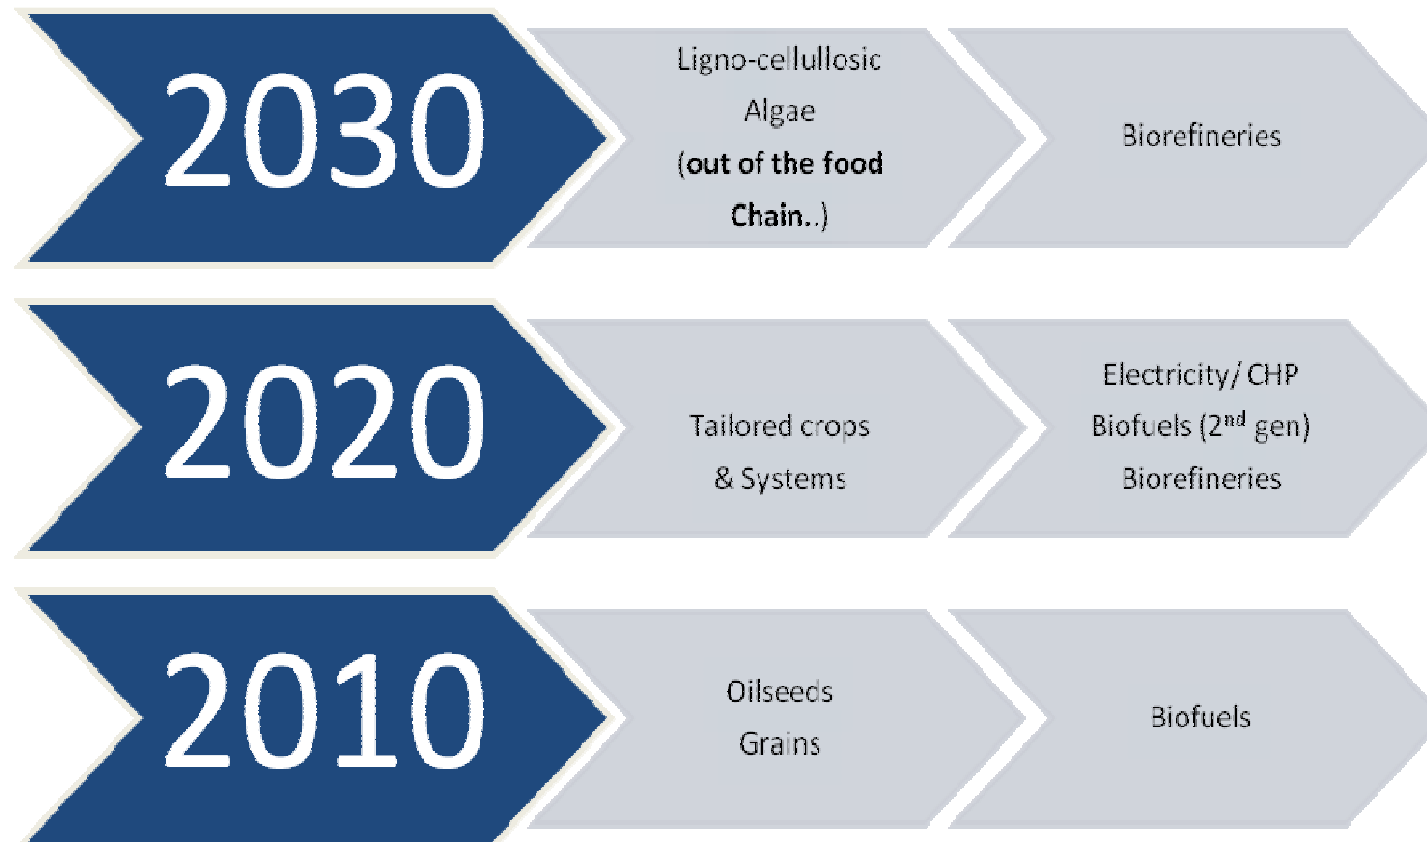 2030
Ligno-cellullosic
Algae
(out of the food
Chain..)
Biorefineries
2020
Tailored crops
& Systems
Electricity/ CHP
Biofuels (2nd gen)
Biorefineries
2010
Oilseeds
Grains
Biofuels